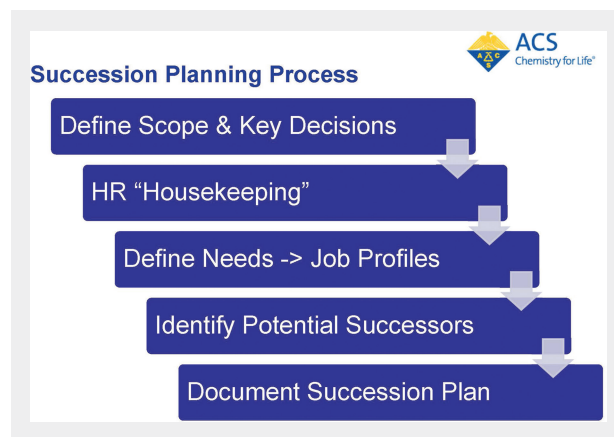 ACS
Chemistry for Life®
A C S
Succession Planning Process
Define Scope & Key Decisions
HR “Housekeeping”
Define Needs -> Job Profiles
Identify Potential Successors
Document Succession Plan